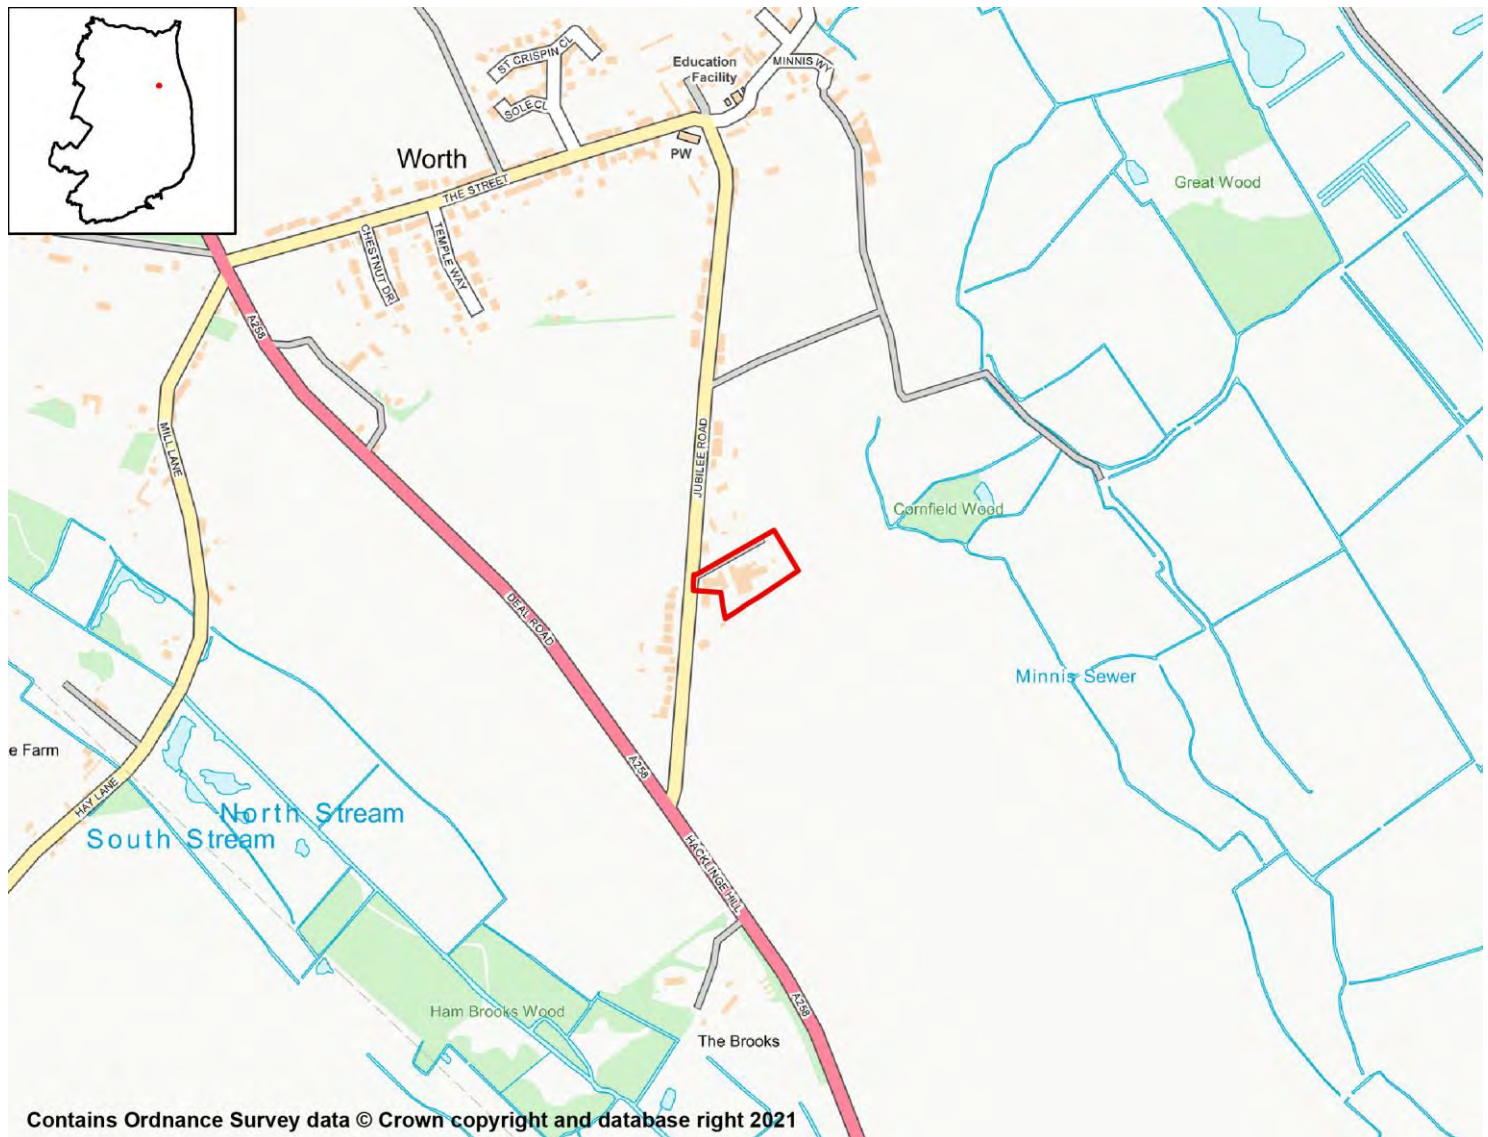 ST CRISPIN CL
Education
Facility
MINNIS WY
SOLE CL
PW
Worth
THE STREET
Great Wood
CHESTNUT DR
TEMPLE WAY
A258
MILL LANE
JUBILEE ROAD
Cornfield Wood
DEAL ROAD
Minnis Sewer
e Farm
A258
HAY LANE
North Stream
South Stream
HACKLINGE HILL
Ham Brooks Wood
A258
The Brooks
Contains Ordnance Survey data © Crown copyright and database right 2021